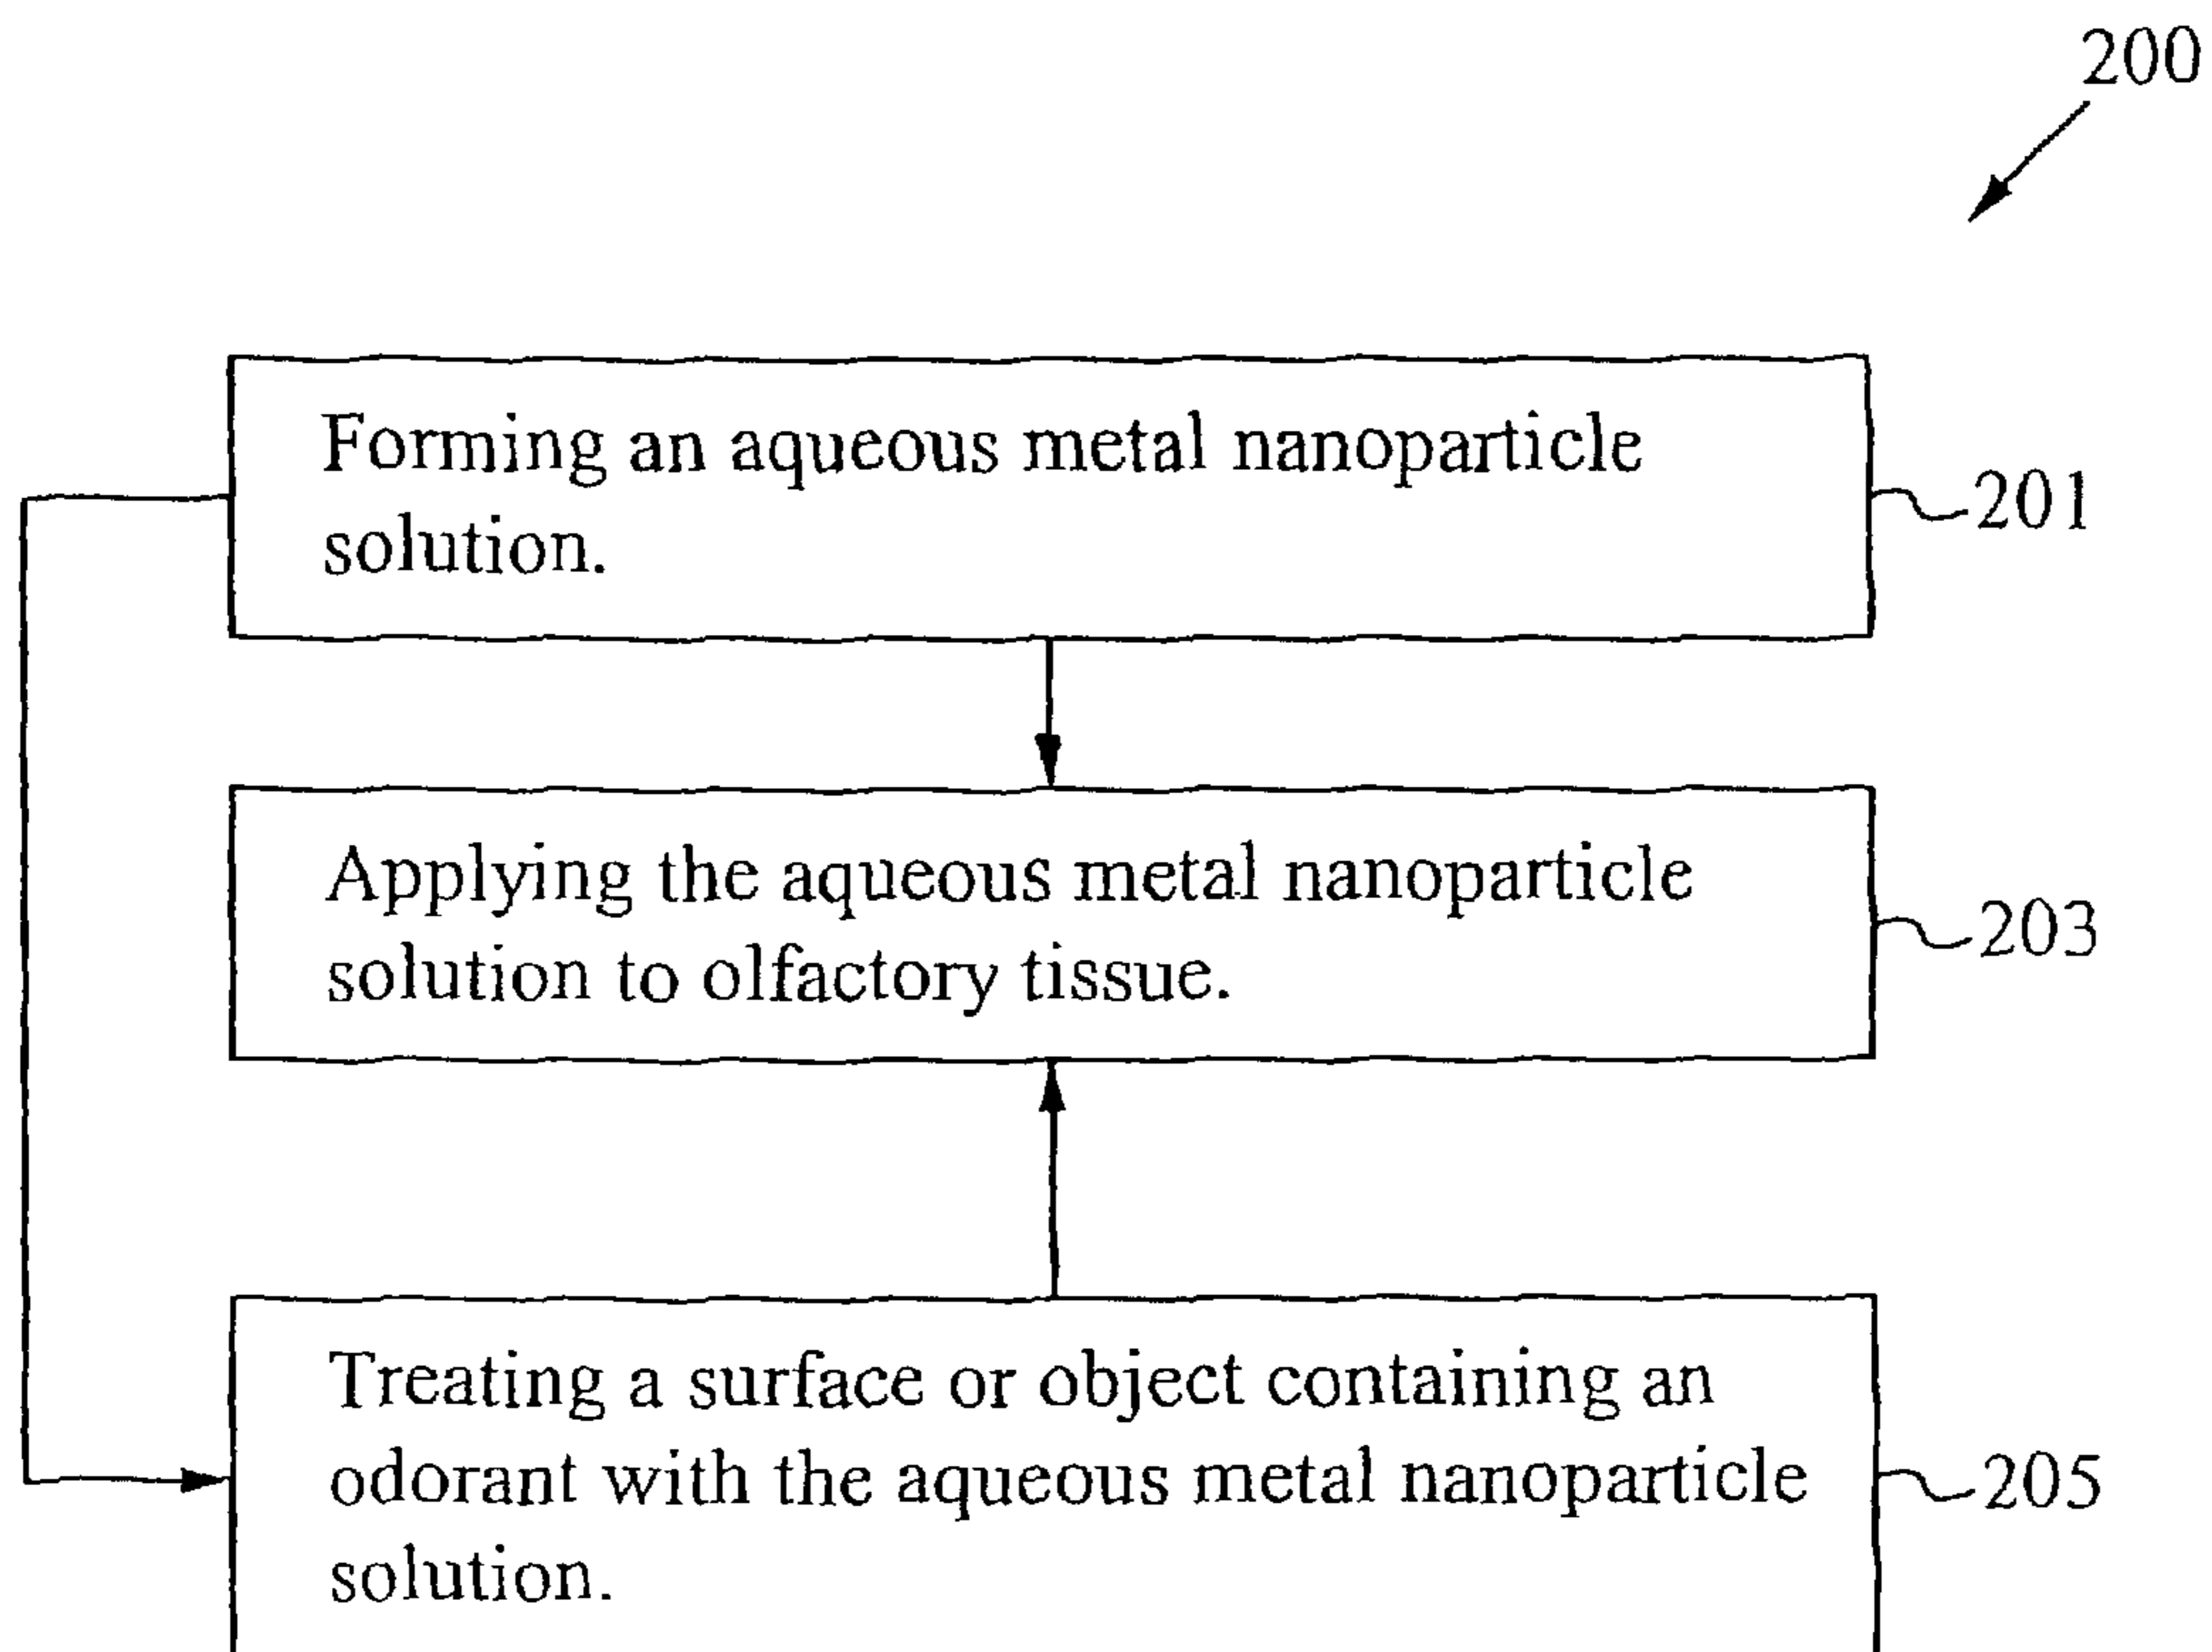 200
Forming an aqueous metal nanoparticle
solution.
201
Applying the aqueous metal nanoparticle
solution to olfactory tissue.
203
Treating a surface or object containing an
odorant with the aqueous metal nanoparticle
solution.
205